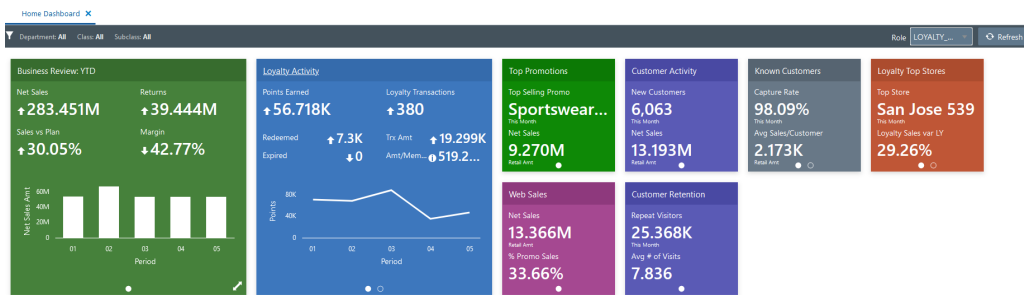 Home Dashboard
Department: All Class: All Subclass: All
Role LOYALTY_... Refresh
Business Review: YTD
Net Sales Returns
283.451M 39.444M
Sales vs Plan Margin
30.05% 42.77%
Net Sales Amt
60M
40M
20M
0
01 02 03 04 05
Period
Loyalty Activity
Points Earned Loyalty Transactions
56.718K 380
Redeemed 7.3K Trx Amt 19.299K
Expired 0 Amt/Mem... 519.2...
Points
80K
40K
0
01 02 03 04 05
Period
Top Promotions
Top Selling Promo
Sportswear...
This Month
Net Sales
9.270M
Retail Amt
Customer Activity
New Customers
6,063
This Month
Net Sales
13.193M
Retail Amt
Known Customers
Capture Rate
98.09%
This Month
Avg Sales/Customer
2.173K
Retail Amt
Loyalty Top Stores
Top Store
San Jose 539
This Month
Loyalty Sales var LY
29.26%
Web Sales
Net Sales
13.366M
Retail Amt
% Promo Sales
33.66%
Customer Retention
Repeat Visitors
25.368K
This Month
Avg # of Visits
7.836